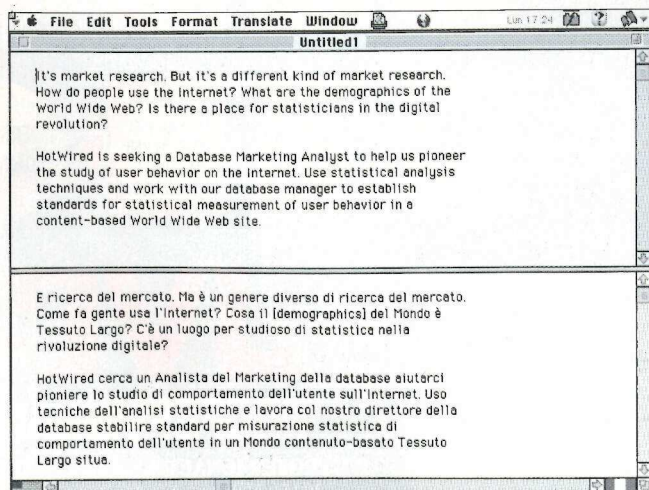 File Edit Tools Format Translate Window Lun 17 24
Untitled1
It's market research. But it's a different kind of market research.
How do people use the Internet? What are the demographics of the
World Wide Web? Is there a place for statisticians in the digital
revolution?
HotWired is seeking a Database Marketing Analyst to help us pioneer
the study of user behavior on the Internet. Use statistical analysis
techniques and work with our database manager to establish
standards for statistical measurement of user behavior in a
content-based World Wide Web site.
E ricerca del mercato. Ma è un genere diverso di ricerca del mercato.
Come fa gente usa l'Internet? Cosa il [demographics] del Mondo è
Tessuto Largo? C'è un luogo per studioso di statistica nella
rivoluzione digitale?
HotWired cerca un Analista del Marketing della database aiutarci
pioniere lo studio di comportamento dell'utente sull'Internet. Uso
tecniche dell'analisi statistiche e lavora col nostro direttore della
database stabilire standard per misurazione statistica di
comportamento dell'utente in un Mondo contenuto-basato Tessuto
Largo situa.